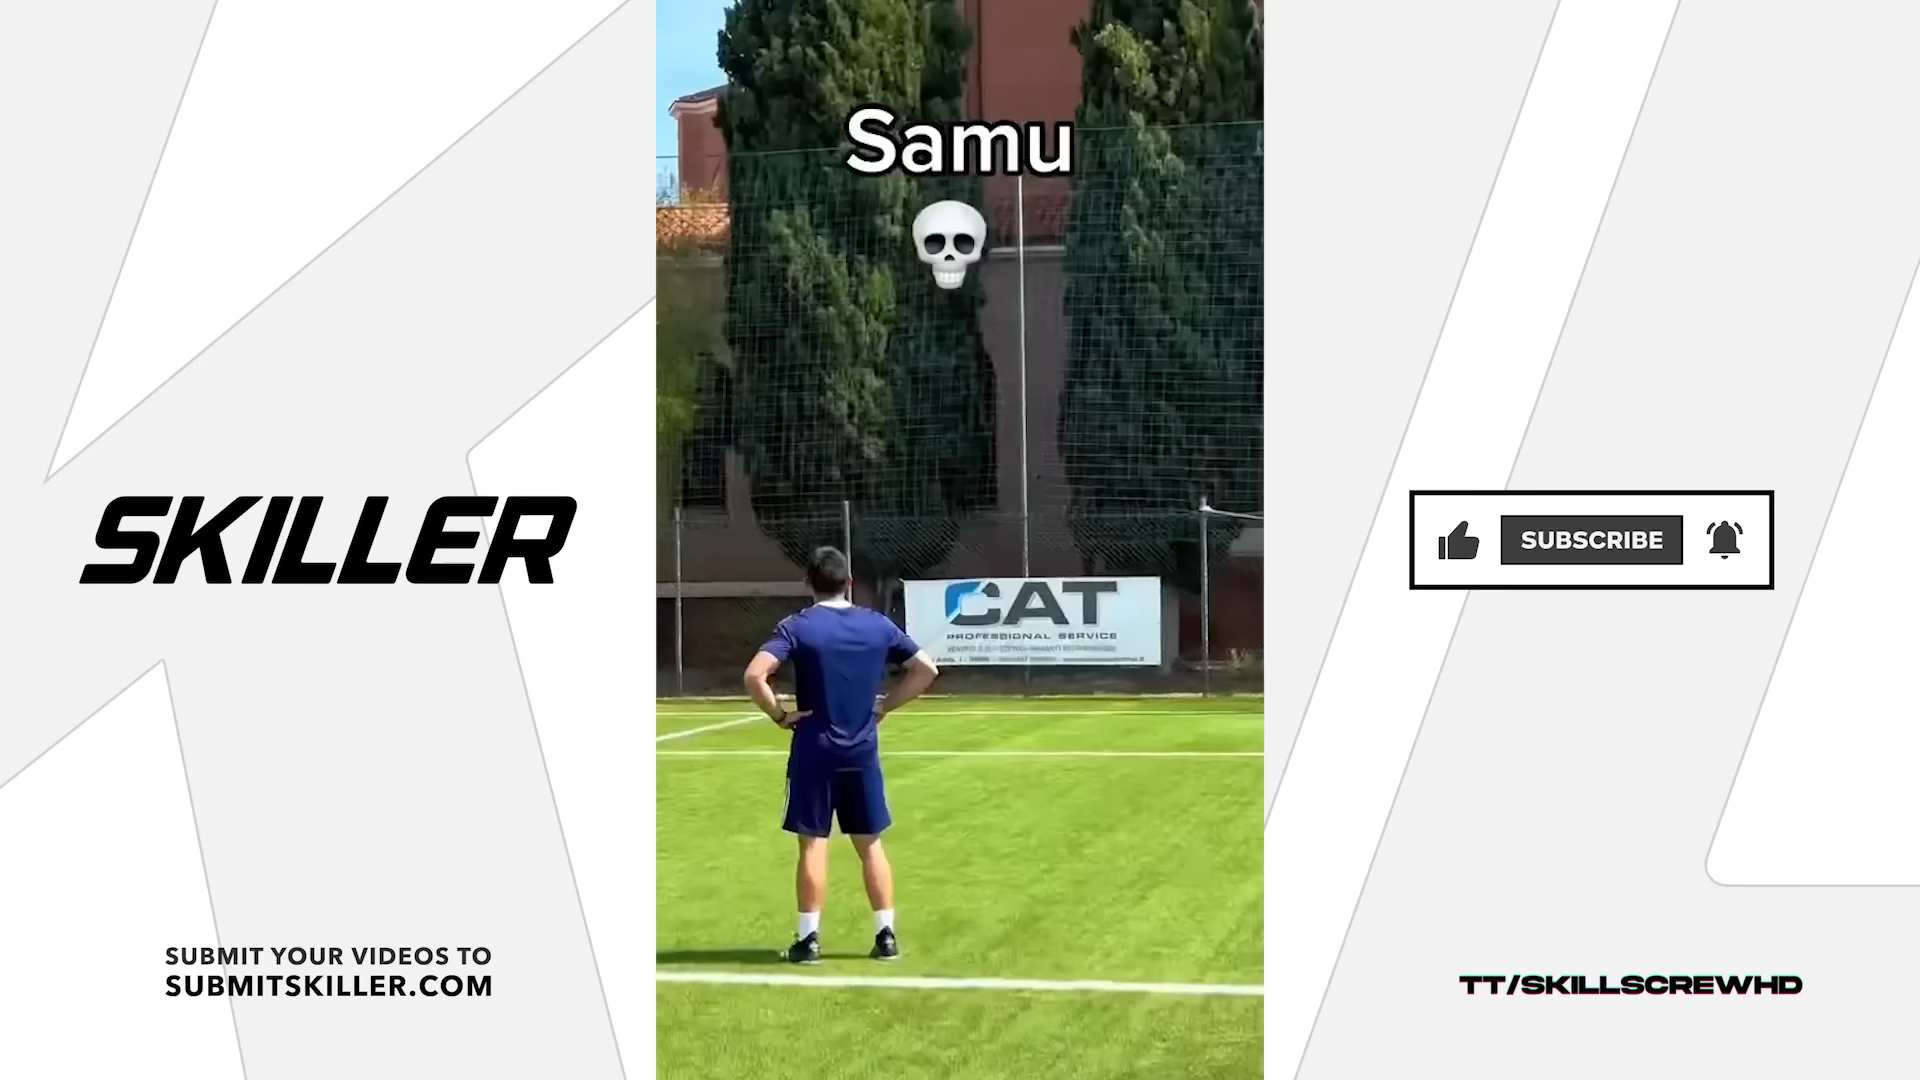 Samu
SKILLER
SUBSCRIBE
CAT
PROFESSIONAL SERVICE
SUBMIT YOUR VIDEOS TO
SUBMITSKILLER.COM
TT/SKILLSCREWHD